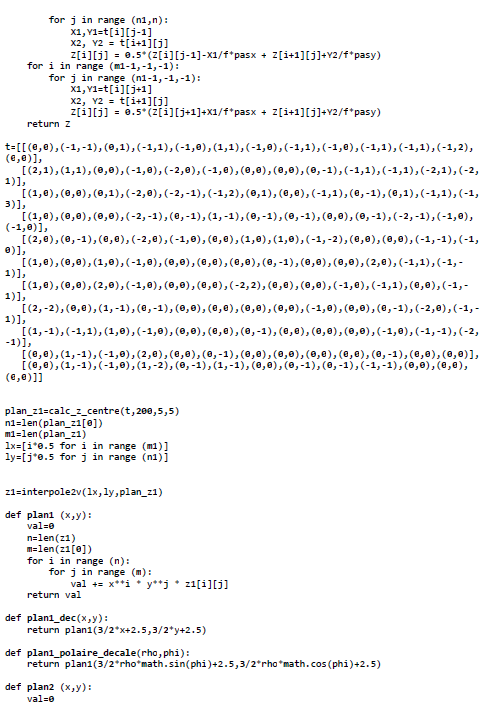 for j in range (n1,n):
X1,Y1=t[i][j-1]
X2, Y2 = t[i+1][j]
Z[i][j] = 0.5*(Z[i][j-1]-X1/f*pasx + Z[i+1][j]+Y2/f*pasy)
for i in range (m1-1,-1,-1):
for j in range (n1-1,-1,-1):
X1,Y1=t[i][j+1]
X2, Y2 = t[i+1][j]
Z[i][j] = 0.5*(Z[i][j+1]+X1/f*pasx + Z[i+1][j]+Y2/f*pasy)
return Z
t=[[(0,0),(-1,-1),(0,1),(-1,1),(-1,0),(1,1),(-1,0),(-1,1),(-1,0),(-1,1),(-1,1),(-1,2),
(0,0)],
[(2,1),(1,1),(0,0),(-1,0),(-2,0),(-1,0),(0,0),(0,0),(0,-1),(-1,1),(-1,1),(-2,1),(-2,
1)],
[(1,0),(0,0),(0,1),(-2,0),(-2,-1),(-1,2),(0,1),(0,0),(-1,1),(0,-1),(0,1),(-1,1),(-1,
3)],
[(1,0),(0,0),(0,0),(-2,-1),(0,-1),(1,-1),(0,-1),(0,-1),(0,0),(0,-1),(-2,-1),(-1,0),
(-1,0)],
[(2,0),(0,-1),(0,0),(-2,0),(-1,0),(0,0),(1,0),(1,0),(-1,-2),(0,0),(0,0),(-1,-1),(-1,
0)],
[(1,0),(0,0),(1,0),(-1,0),(0,0),(0,0),(0,0),(0,-1),(0,0),(0,0),(2,0),(-1,1),(-1,-
1)],
[(1,0),(0,0),(2,0),(-1,0),(0,0),(0,0),(-2,2),(0,0),(0,0),(-1,0),(-1,1),(0,0),(-1,-
1)],
[(2,-2),(0,0),(1,-1),(0,-1),(0,0),(0,0),(0,0),(0,0),(-1,0),(0,0),(0,-1),(-2,0),(-1,-
1)],
[(1,-1),(-1,1),(1,0),(-1,0),(0,0),(0,0),(0,-1),(0,0),(0,0),(0,0),(-1,0),(-1,-1),(-2,
-1)],
[(0,0),(1,-1),(-1,0),(2,0),(0,0),(0,-1),(0,0),(0,0),(0,0),(0,0),(0,-1),(0,0),(0,0)],
[(0,0),(1,-1),(-1,0),(1,-2),(0,-1),(1,-1),(0,0),(0,-1),(0,-1),(-1,-1),(0,0),(0,0),
(0,0)]]
plan_z1=calc_z_centre(t,200,5,5)
n1=len(plan_z1[0])
m1=len(plan_z1)
lx=[i*0.5 for i in range (m1)]
ly=[j*0.5 for j in range (n1)]
z1=interpole2v(lx,ly,plan_z1)
def plan1 (x,y):
val=0
n=len(z1)
m=len(z1[0])
for i in range (n):
for j in range (m):
val += x**i * y**j * z1[i][j]
return val
def plan1_dec(x,y):
return plan1(3/2*x+2.5,3/2*y+2.5)
def plan1_polaire_decale(rho,phi):
return plan1(3/2*rho*math.sin(phi)+2.5,3/2*rho*math.cos(phi)+2.5)
def plan2 (x,y):
val=0